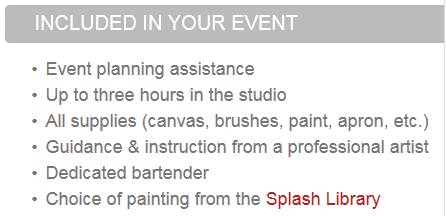 INCLUDED IN YOUR EVENT
• Event planning assistance
• Up to three hours in the studio
• All supplies (canvas, brushes, paint, apron, etc.)
• Guidance & instruction from a professional artist
• Dedicated bartender
• Choice of painting from the Splash Library